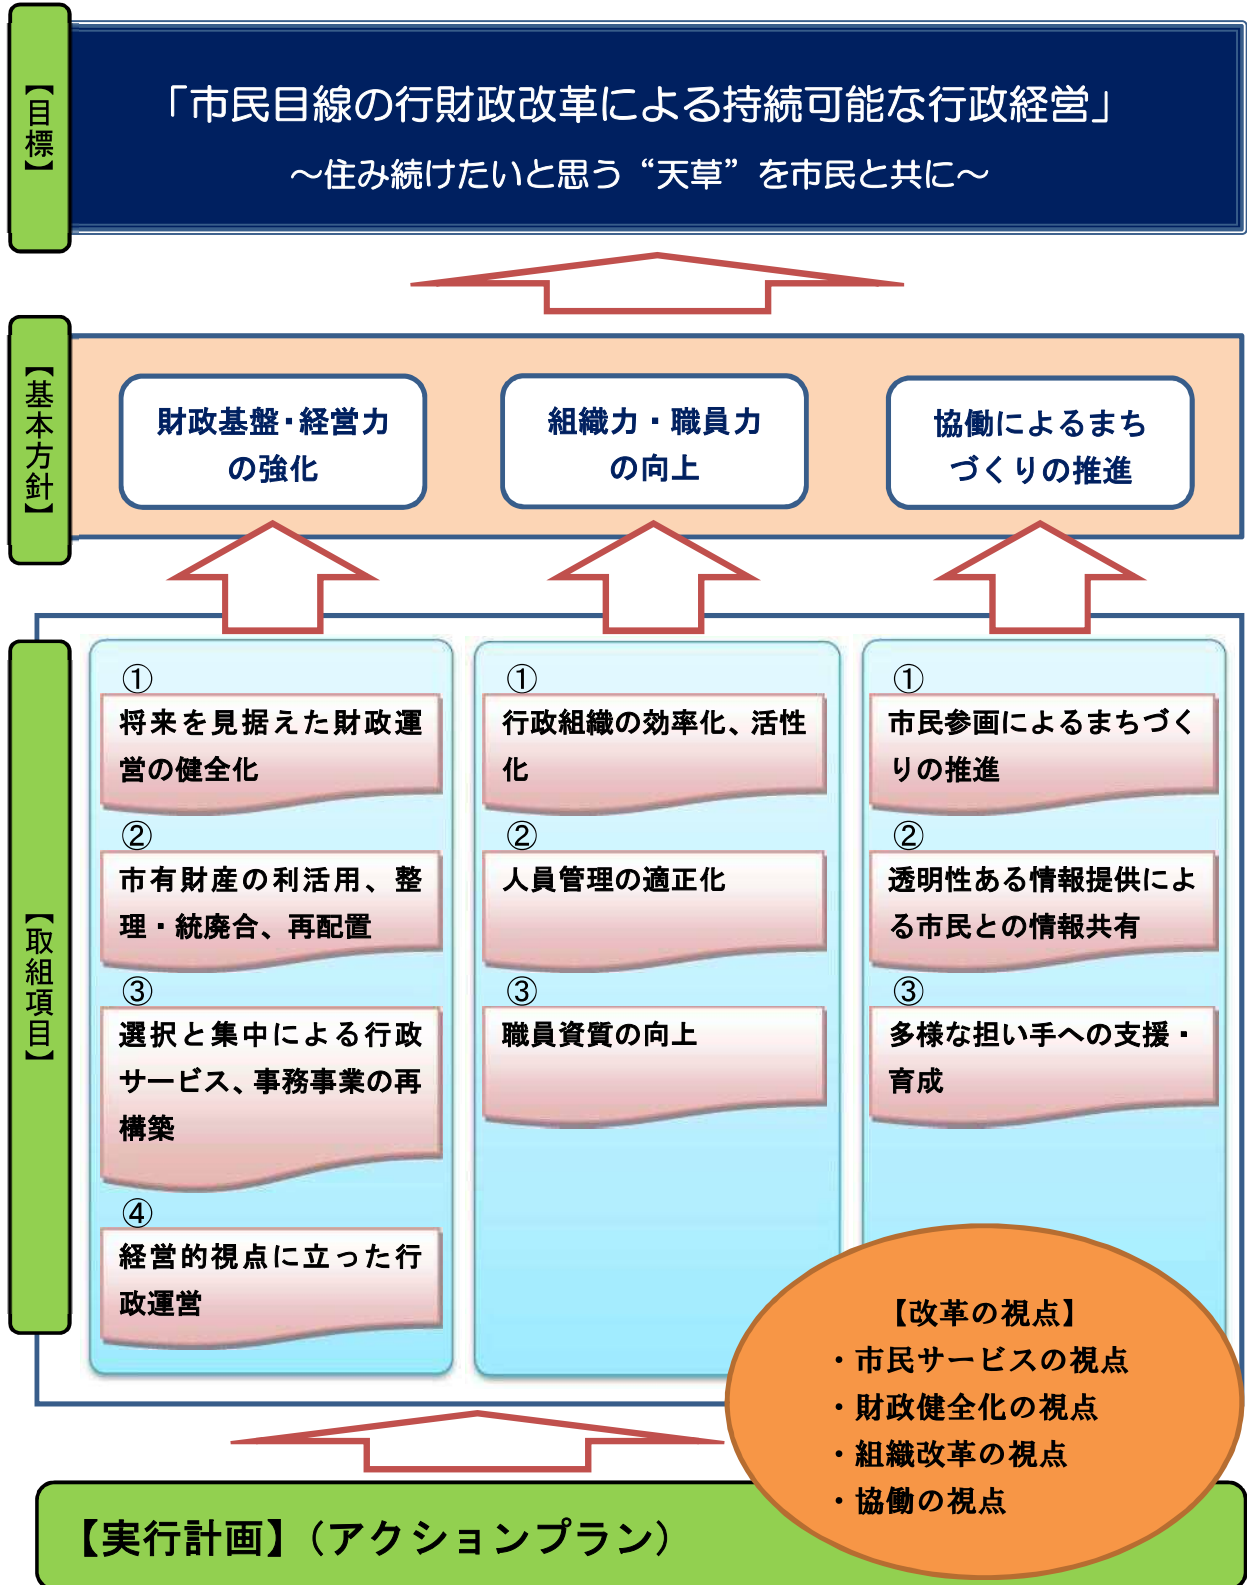 【目標】
「市民目線の行財政改革による持続可能な行政経営」
～住み続けたいと思う“天草”を市民と共に～
【基本方針】
財政基盤・経営力
の強化
組織力・職員力
の向上
協働によるまち
づくりの推進
【取組項目】
①
将来を見据えた財政運
営の健全化
②
市有財産の利活用、整
理・統廃合、再配置
③
選択と集中による行政
サービス、事務事業の再
構築
④
経営的視点に立った行
政運営
①
行政組織の効率化、活性
化
②
人員管理の適正化
③
職員資質の向上
①
市民参画によるまちづく
りの推進
②
透明性ある情報提供によ
る市民との情報共有
③
多様な担い手への支援・
育成
【改革の視点】
・市民サービスの視点
・財政健全化の視点
・組織改革の視点
・協働の視点
【実行計画】（アクションプラン）